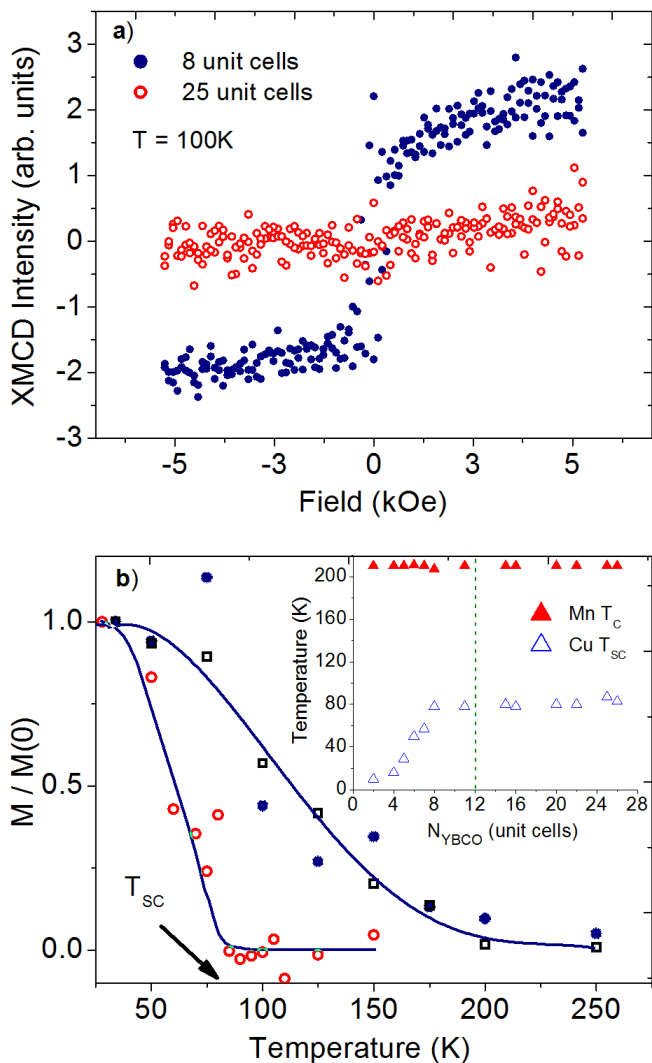 a)
8 unit cells
25 unit cells
T = 100K
XMCD Intensity (arb. units)
3
2
1
0
-1
-2
-3
-5
-3
0
3
5
Field (kOe)
b)
M / M(0)
1.0
0.5
0.0
T_SC
50
100
150
200
250
Temperature (K)
Temperature (K)
200
160
120
80
40
0
Mn T_C
Cu T_SC
0
4
8
12
16
20
24
28
N_YBCO (unit cells)